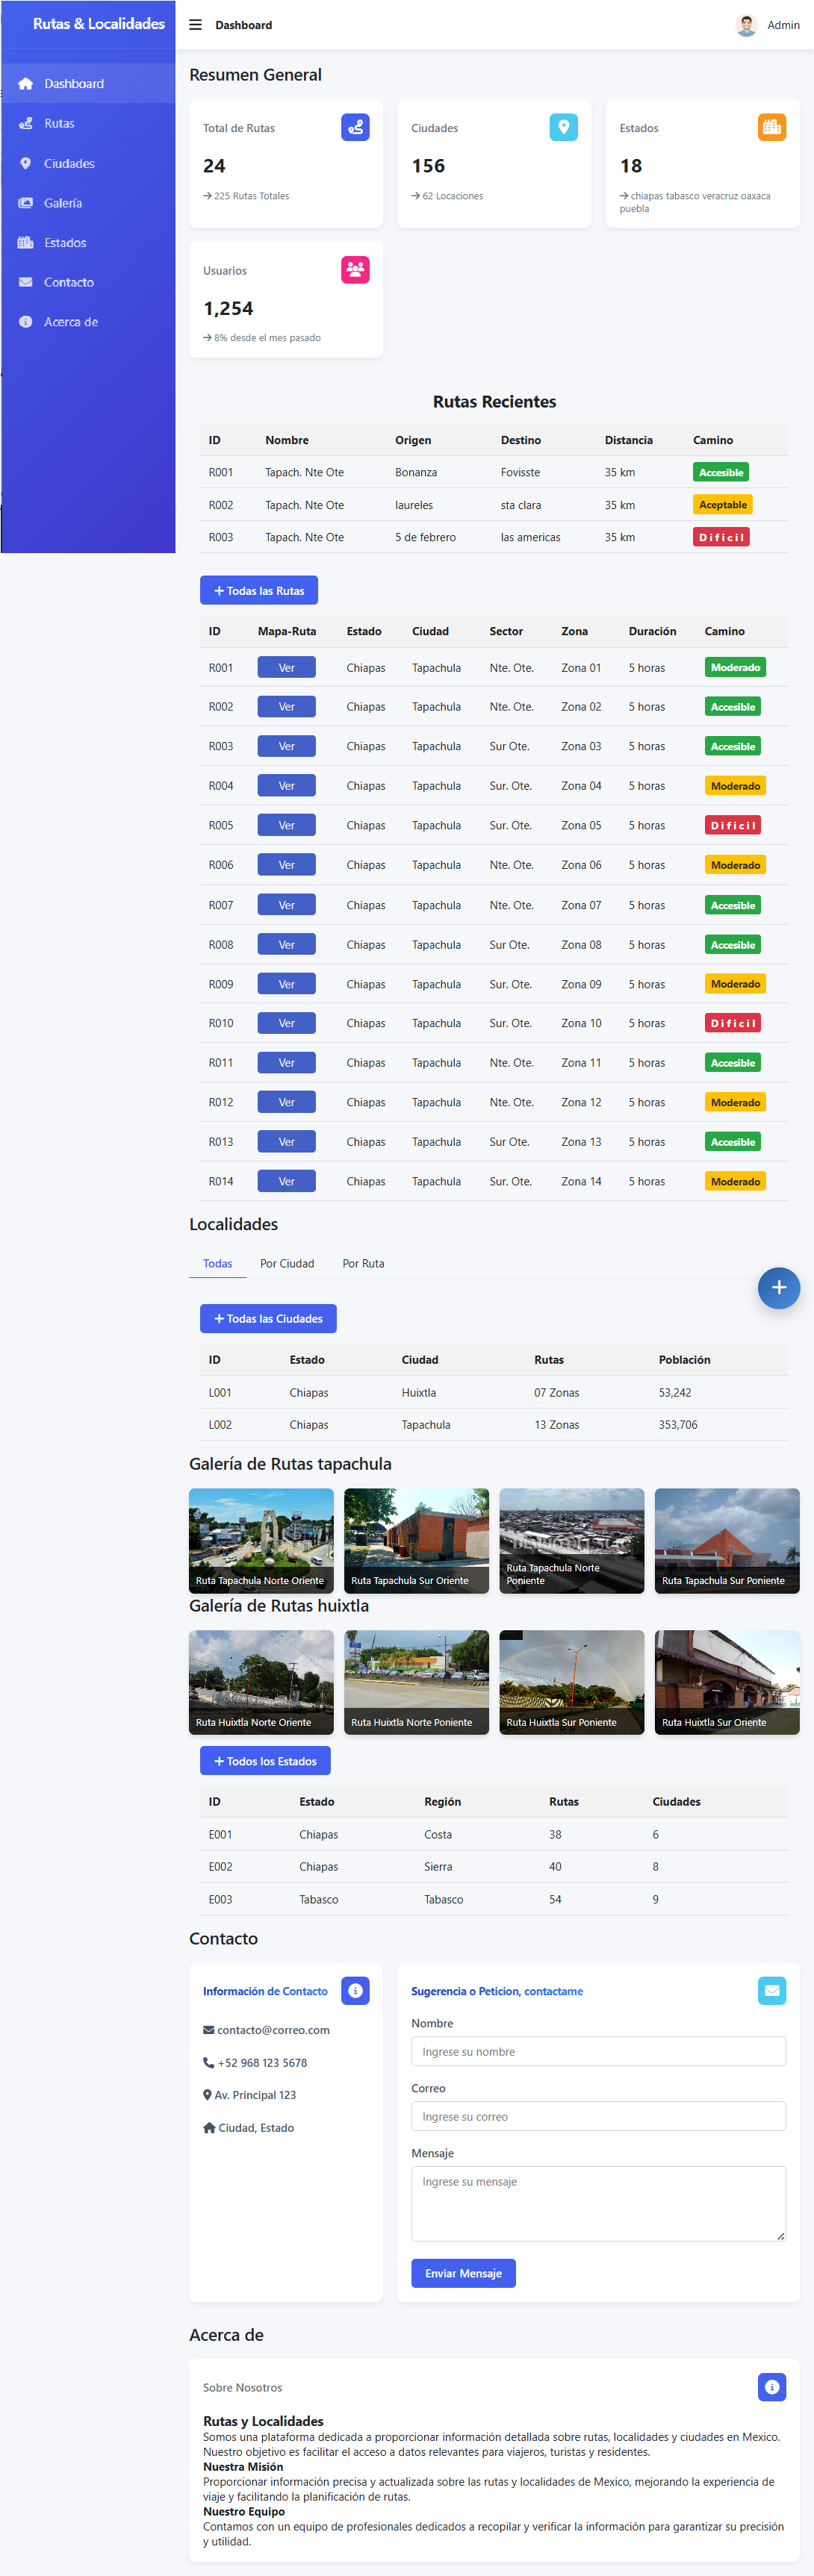 Rutas & Localidades
Dashboard
Rutas
Ciudades
Galería
Estados
Contacto
Acerca de
Dashboard
Admin
Resumen General
Total de Rutas
24
225 Rutas Totales
Ciudades
156
62 Locaciones
Estados
18
chiapas tabasco veracruz oaxaca
puebla
Usuarios
1,254
8% desde el mes pasado
Rutas Recientes
ID Nombre Origen Destino Distancia Camino
R001 Tapach. Nte Ote Bonanza Fovisste 35 km Accesible
R002 Tapach. Nte Ote laureles sta clara 35 km Aceptable
R003 Tapach. Nte Ote 5 de febrero las americas 35 km D i f i c i l
Todas las Rutas
ID Mapa-Ruta Estado Ciudad Sector Zona Duración Camino
R001 Ver Chiapas Tapachula Nte. Ote. Zona 01 5 horas Moderado
R002 Ver Chiapas Tapachula Nte. Ote. Zona 02 5 horas Accesible
R003 Ver Chiapas Tapachula Sur Ote. Zona 03 5 horas Accesible
R004 Ver Chiapas Tapachula Sur. Ote. Zona 04 5 horas Moderado
R005 Ver Chiapas Tapachula Sur. Ote. Zona 05 5 horas D i f i c i l
R006 Ver Chiapas Tapachula Nte. Ote. Zona 06 5 horas Moderado
R007 Ver Chiapas Tapachula Nte. Ote. Zona 07 5 horas Accesible
R008 Ver Chiapas Tapachula Sur Ote. Zona 08 5 horas Accesible
R009 Ver Chiapas Tapachula Sur. Ote. Zona 09 5 horas Moderado
R010 Ver Chiapas Tapachula Sur. Ote. Zona 10 5 horas D i f i c i l
R011 Ver Chiapas Tapachula Nte. Ote. Zona 11 5 horas Accesible
R012 Ver Chiapas Tapachula Nte. Ote. Zona 12 5 horas Moderado
R013 Ver Chiapas Tapachula Sur Ote. Zona 13 5 horas Accesible
R014 Ver Chiapas Tapachula Sur. Ote. Zona 14 5 horas Moderado
Localidades
Todas Por Ciudad Por Ruta
Todas las Ciudades
ID Estado Ciudad Rutas Población
L001 Chiapas Huixtla 07 Zonas 53,242
L002 Chiapas Tapachula 13 Zonas 353,706
Galería de Rutas tapachula
Ruta Tapachula Norte Oriente
Ruta Tapachula Sur Oriente
Ruta Tapachula Norte
Poniente
Ruta Tapachula Sur Poniente
Galería de Rutas huixtla
Ruta Huixtla Norte Oriente
Ruta Huixtla Norte Poniente
Ruta Huixtla Sur Poniente
Ruta Huixtla Sur Oriente
Todos los Estados
ID Estado Región Rutas Ciudades
E001 Chiapas Costa 38 6
E002 Chiapas Sierra 40 8
E003 Tabasco Tabasco 54 9
Contacto
Información de Contacto
contacto@correo.com
+52 968 123 5678
Av. Principal 123
Ciudad, Estado
Sugerencia o Peticion, contactame
Nombre
Ingrese su nombre
Correo
Ingrese su correo
Mensaje
Ingrese su mensaje
Enviar Mensaje
Acerca de
Sobre Nosotros
Rutas y Localidades
Somos una plataforma dedicada a proporcionar información detallada sobre rutas, localidades y ciudades en Mexico.
Nuestro objetivo es facilitar el acceso a datos relevantes para viajeros, turistas y residentes.
Nuestra Misión
Proporcionar información precisa y actualizada sobre las rutas y localidades de Mexico, mejorando la experiencia de
viaje y facilitando la planificación de rutas.
Nuestro Equipo
Contamos con un equipo de profesionales dedicados a recopilar y verificar la información para garantizar su precisión
y utilidad.